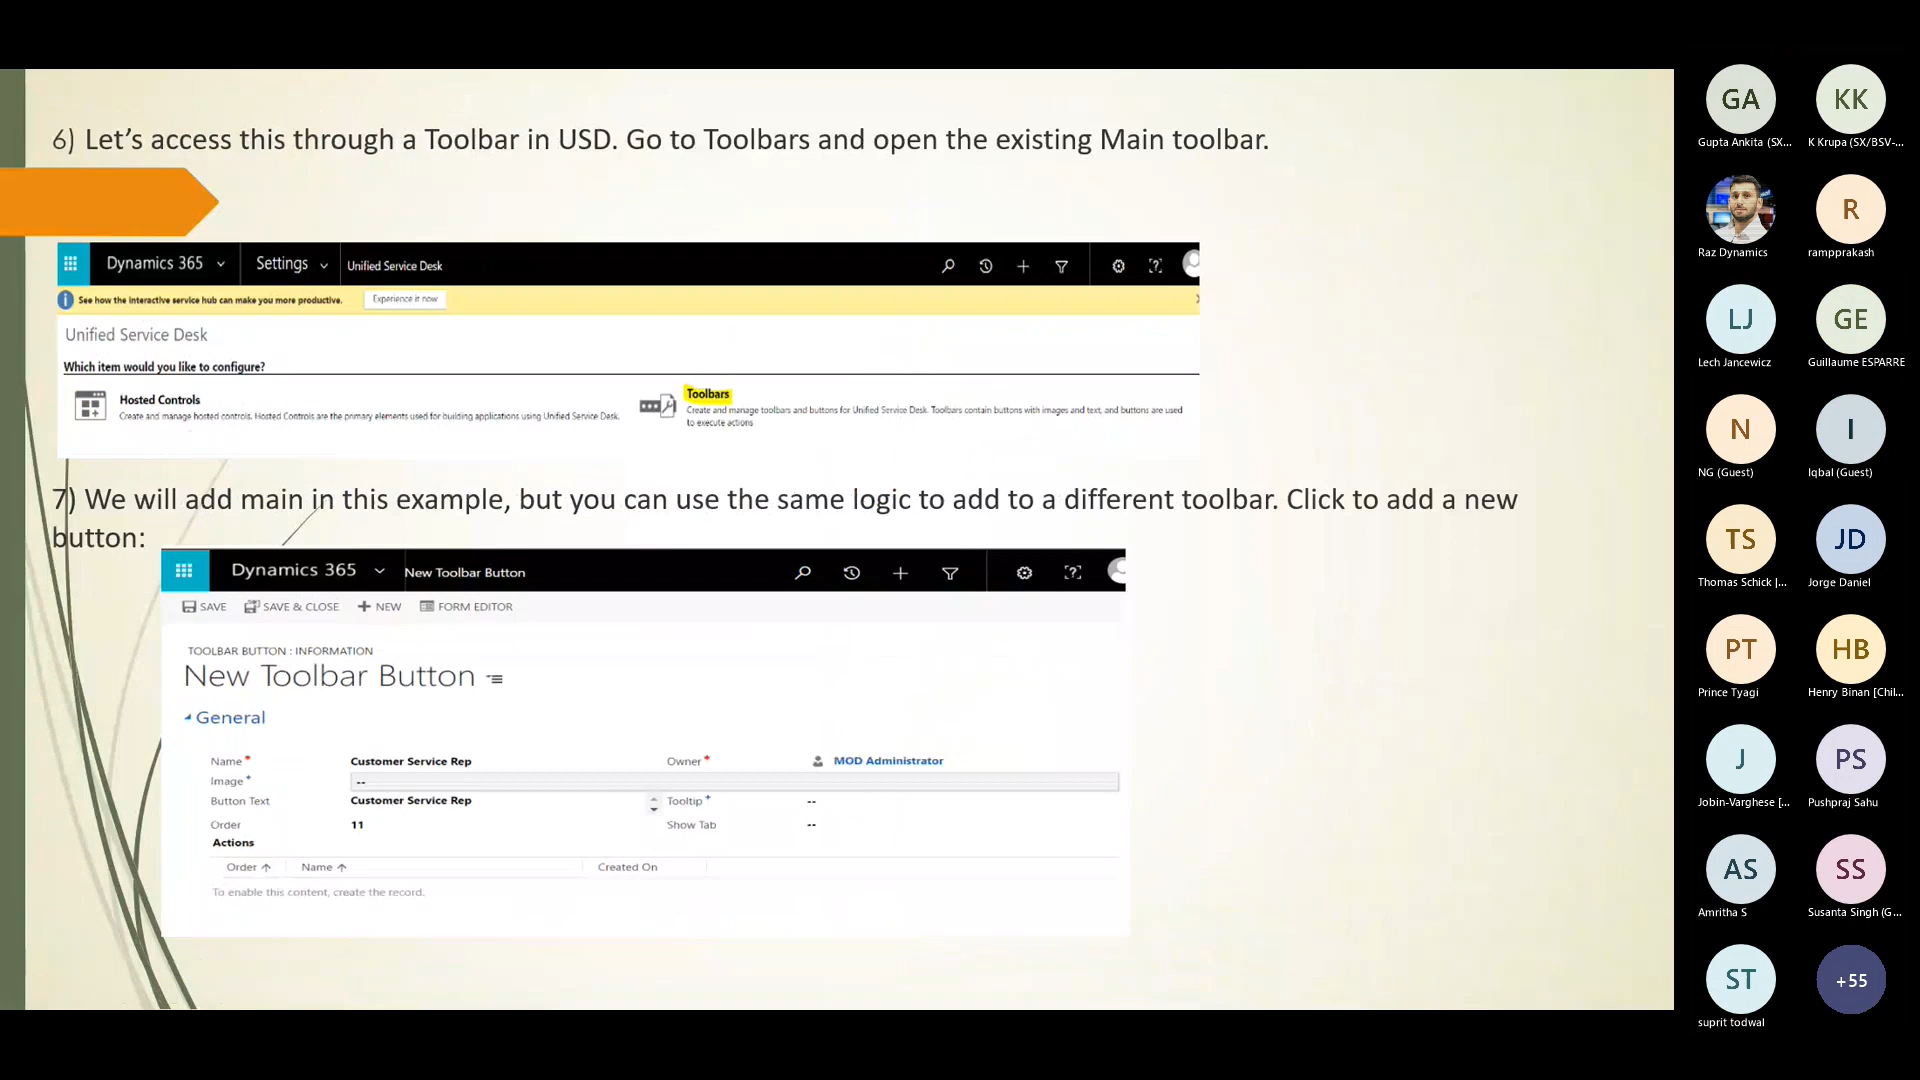 6) Let’s access this through a Toolbar in USD. Go to Toolbars and open the existing Main toolbar.
Dynamics 365 Settings Unified Service Desk
See how the interactive service hub can make you more productive. Experience it now
Unified Service Desk
Which item would you like to configure?
Hosted Controls
Create and manage hosted controls. Hosted Controls are the primary elements used for building applications using Unified Service Desk.
Toolbars
Create and manage toolbars and buttons for Unified Service Desk. Toolbars contain buttons with images and text, and buttons are used
to execute actions
7) We will add main in this example, but you can use the same logic to add to a different toolbar. Click to add a new
button:
Dynamics 365 New Toolbar Button
SAVE SAVE & CLOSE NEW FORM EDITOR
TOOLBAR BUTTON : INFORMATION
New Toolbar Button
General
Name * Customer Service Rep Owner * MOD Administrator
Image + --
Button Text Customer Service Rep Tooltip + --
Order 11 Show Tab --
Actions
Order Name Created On
To enable this content, create the record.
GA KK
Gupta Ankita (SX... K Krupa (SX/BSV-...
R
Raz Dynamics rampprakash
LJ GE
Lech Jancewicz Guillaume ESPARRE
N I
NG (Guest) Iqbal (Guest)
TS JD
Thomas Schick |... Jorge Daniel
PT HB
Prince Tyagi Henry Binan [Chil...
J PS
Jobin-Varghese [... Pushpraj Sahu
AS SS
Amritha S Susanta Singh (G...
ST +55
suprit todwal